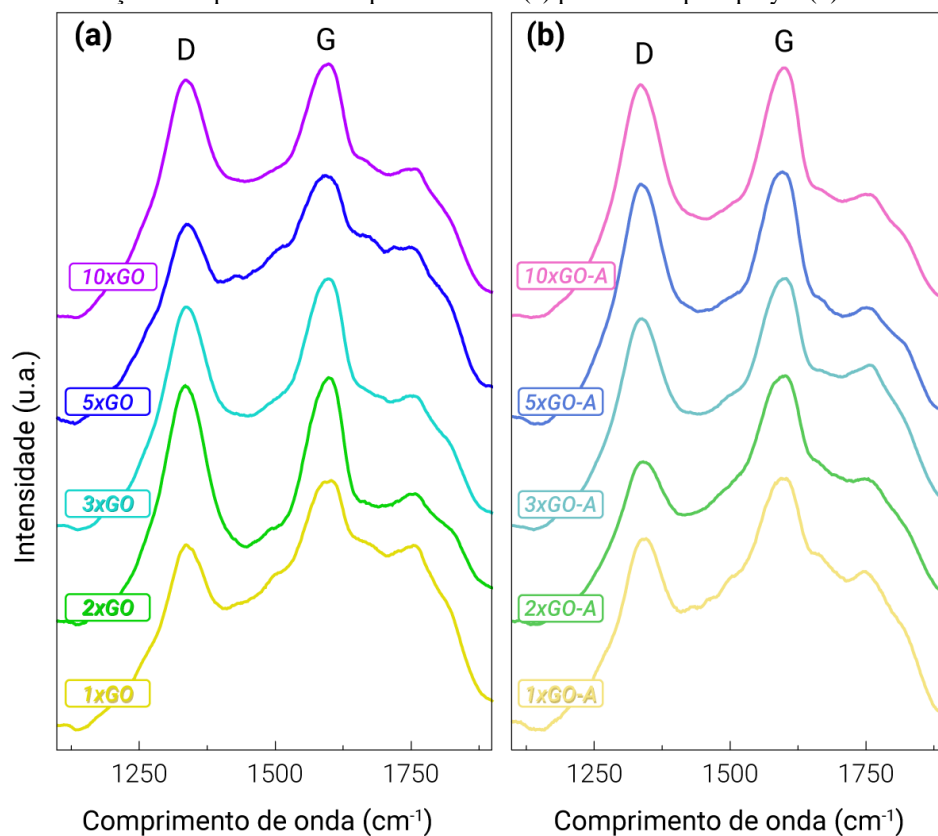 (a)
D
G
10xGO
5xGO
3xGO
2xGO
1xGO
(b)
D
G
10xGO-A
5xGO-A
3xGO-A
2xGO-A
1xGO-A
Intensidade (u.a.)
1250 1500 1750
1250 1500 1750
Comprimento de onda (cm⁻¹)
Comprimento de onda (cm⁻¹)